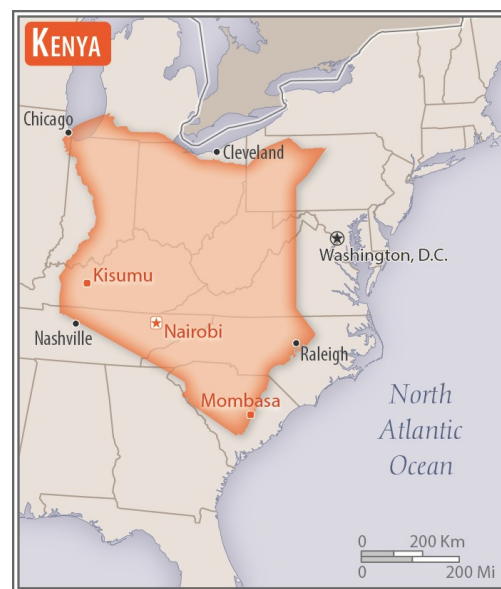 KENYA
Chicago
Cleveland
Washington, D.C.
Kisumu
Nashville
Nairobi
Raleigh
Mombasa
North
Atlantic
Ocean
0 200 Km
0 200 Mi